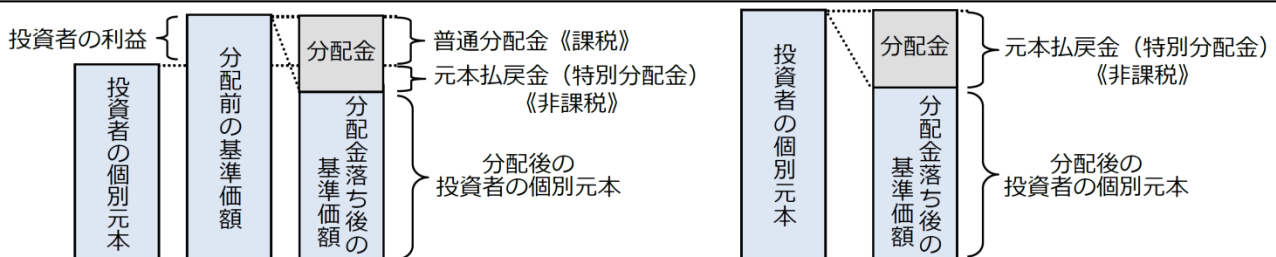 投資者の利益
投資者の個別元本
分配前の基準価額
分配金
分配金落ち後の
基準価額
普通分配金《課税》
元本払戻金（特別分配金）
《非課税》
分配後の
投資者の個別元本
投資者の個別元本
分配金
分配金落ち後の
基準価額
元本払戻金（特別分配金）
《非課税》
分配後の
投資者の個別元本